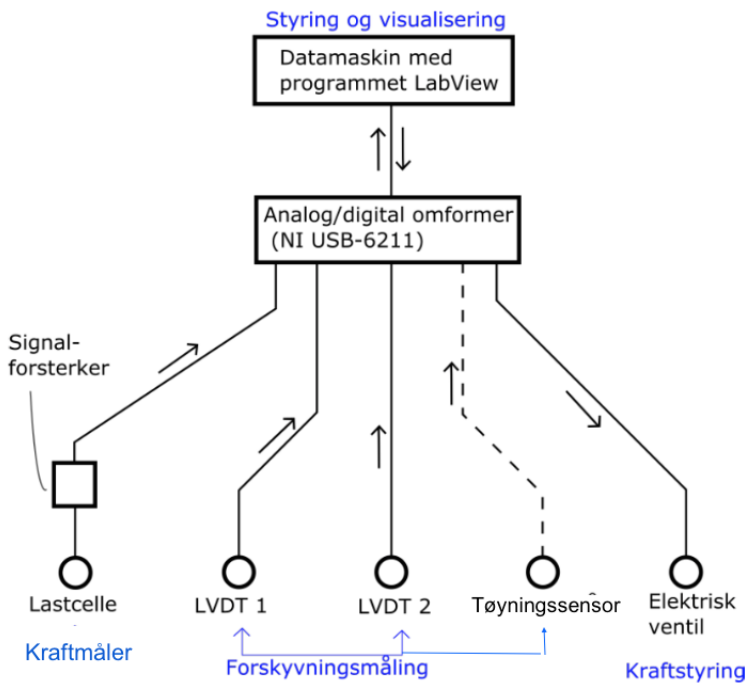 Styring og visualisering
Datamaskin med
programmet LabView
Analog/digital omformer
(NI USB-6211)
Signal-
forsterker
Lastcelle
LVDT 1
LVDT 2
Tøyningssensor
Elektrisk
ventil
Kraftmåler
Forskyvningsmåling
Kraftstyring